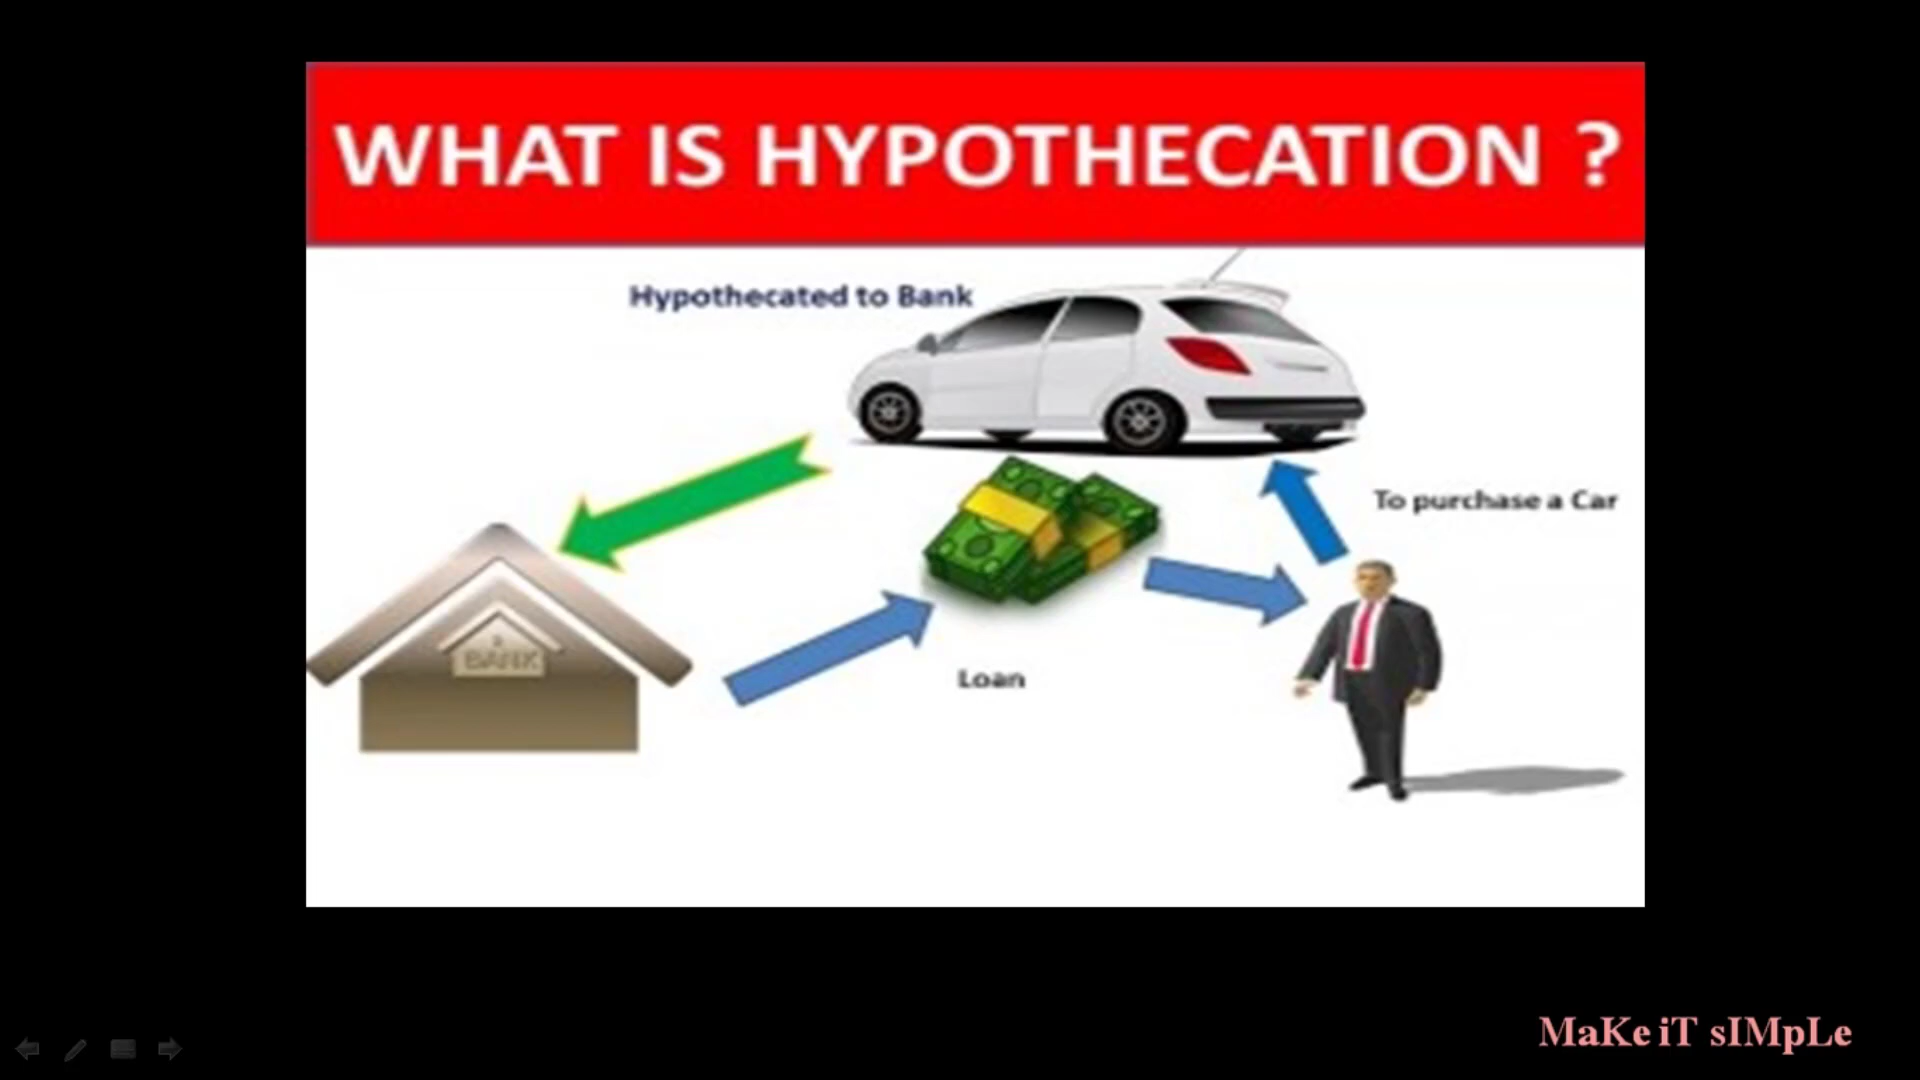 WHAT IS HYPOTHECATION ?
Hypothecated to Bank
To purchase a Car
BANK
Loan
MaKe iT sIMpLe